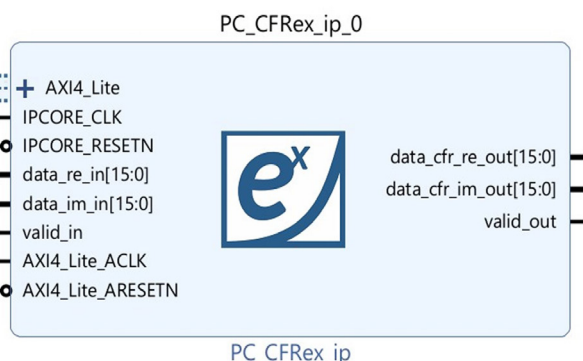 PC_CFRex_ip_0
AXI4_Lite
IPCORE_CLK
IPCORE_RESETN
data_re_in[15:0]
data_im_in[15:0]
valid_in
AXI4_Lite_ACLK
AXI4_Lite_ARESETN
ex
data_cfr_re_out[15:0]
data_cfr_im_out[15:0]
valid_out
PC_CFRex_ip